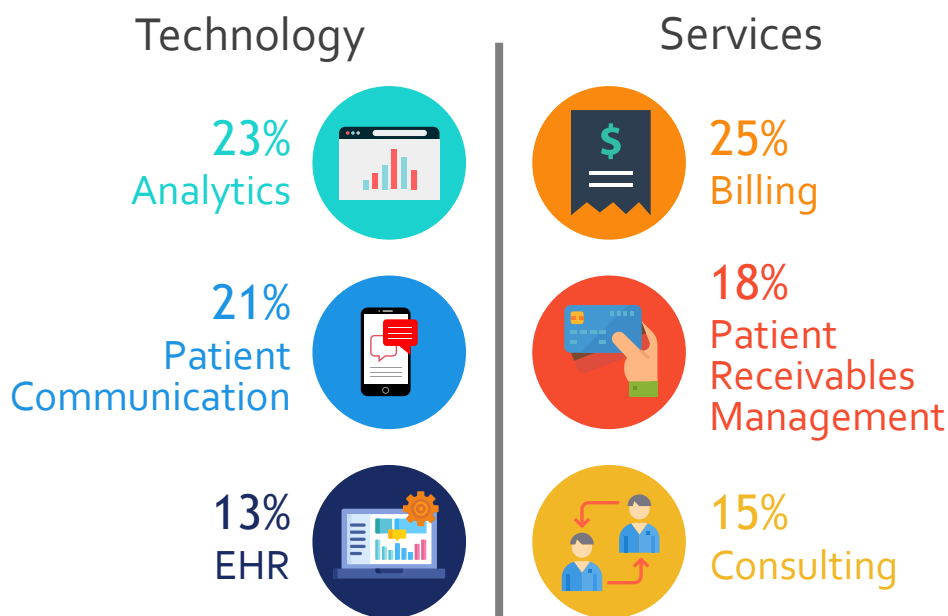 Technology
23%
Analytics
21%
Patient
Communication
13%
EHR
Services
$
25%
Billing
18%
Patient
Receivables
Management
15%
Consulting